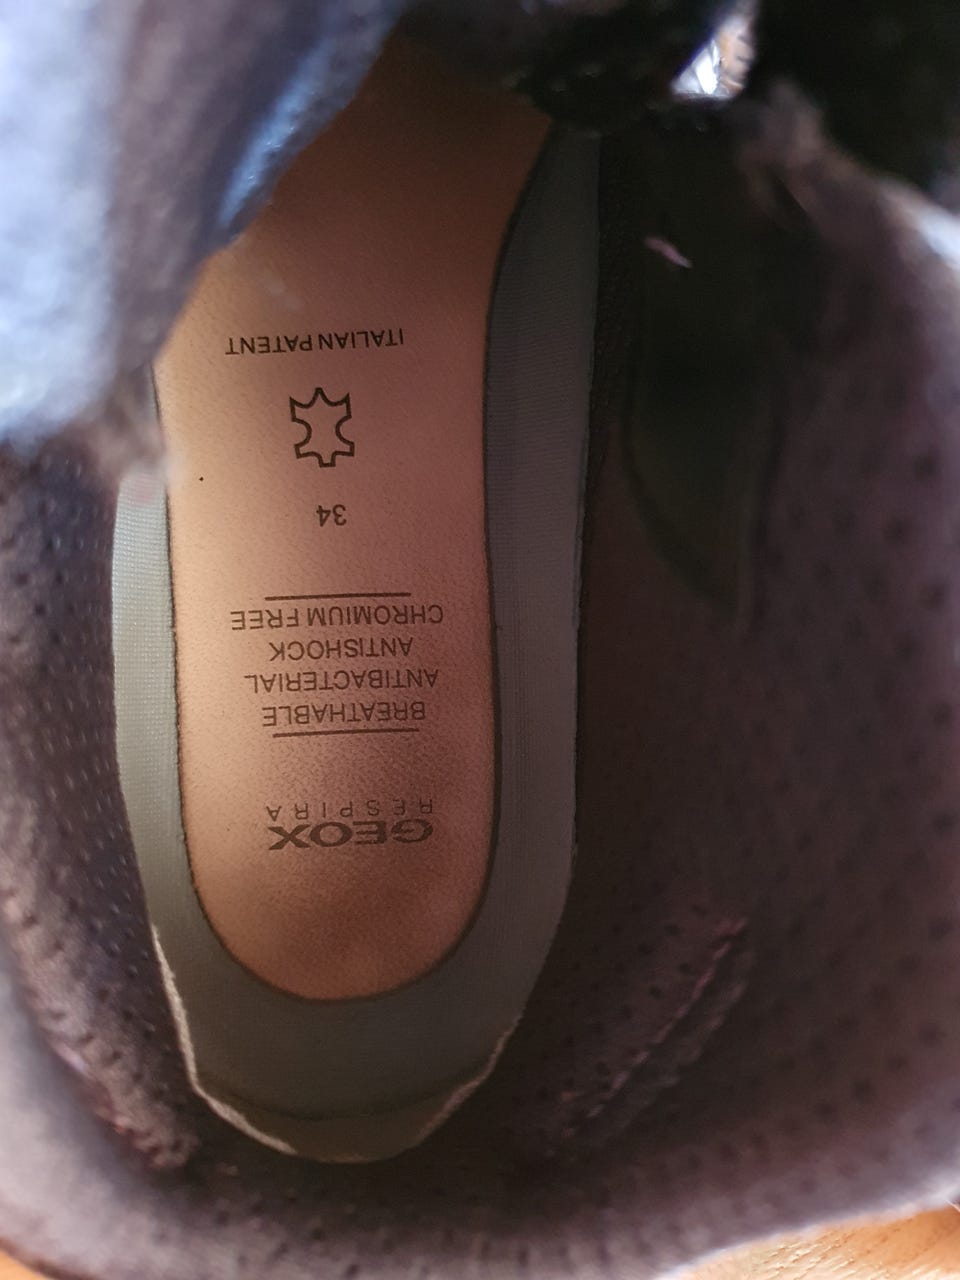 GEOX
RESPIRA
BREATHABLE
ANTIBACTERIAL
ANTISHOCK
CHROMIUM FREE
34
ITALIAN PATENT